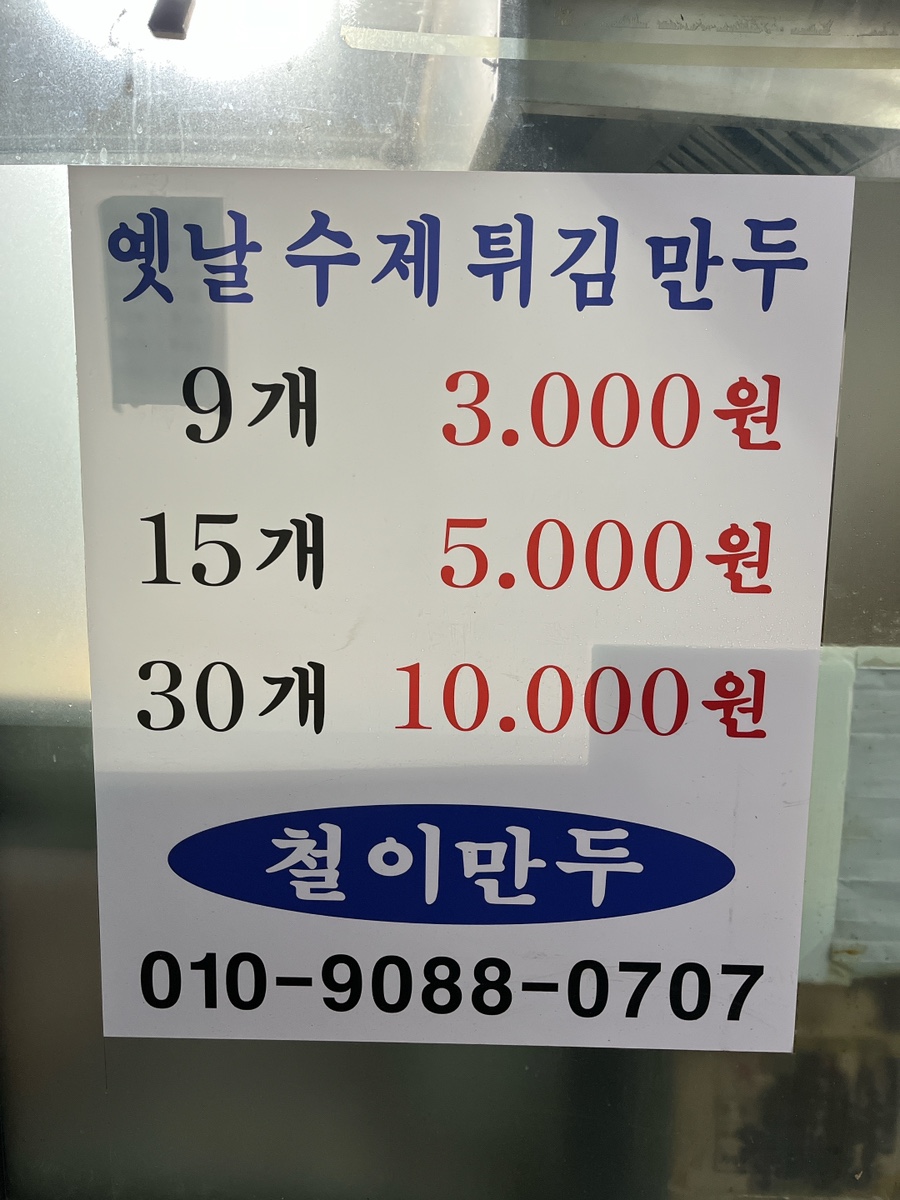 옛날 수제 튀김 만두
9개 3.000원
15개 5.000원
30개 10.000원
철이만두
010-9088-0707